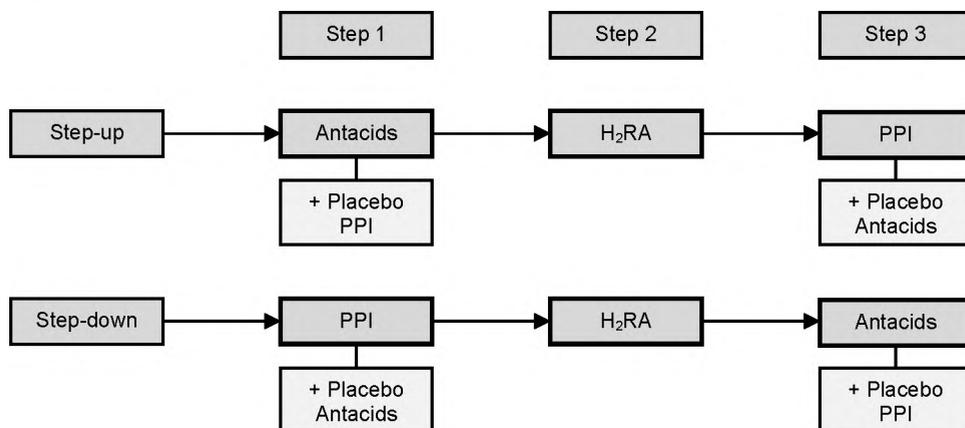 Step 1
Step 2
Step 3
Step-up
Antacids
H₂RA
PPI
+ Placebo
PPI
+ Placebo
Antacids
Step-down
PPI
H₂RA
Antacids
+ Placebo
Antacids
+ Placebo
PPI